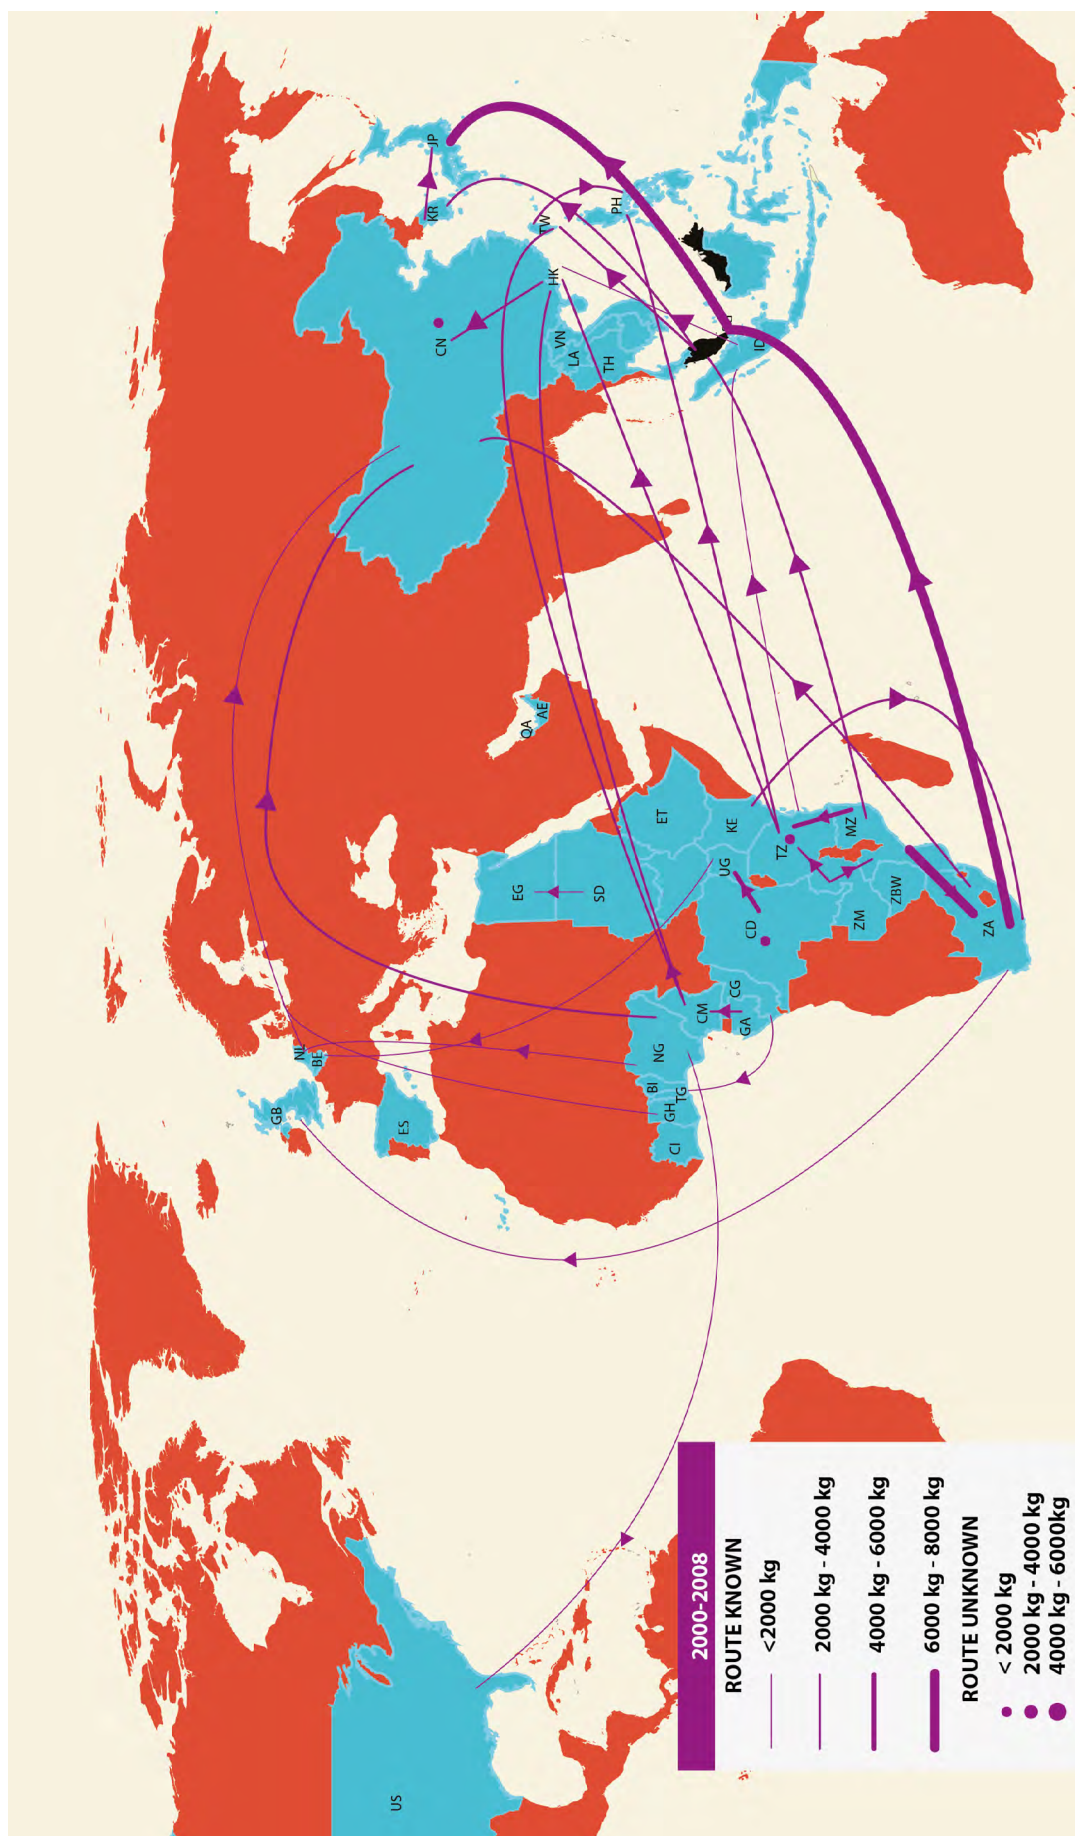 US
GB
NL
BE
ES
CN
KR
JP
TW
HK
PH
VN
LA
TH
ID
QA
AE
EG
SD
ET
KE
UG
CD
TZ
MZ
ZM
ZBW
ZA
CG
CM
GA
NG
BI
TG
GH
CI
2000-2008
ROUTE KNOWN
<2000 kg
2000 kg - 4000 kg
4000 kg - 6000 kg
6000 kg - 8000 kg
ROUTE UNKNOWN
< 2000 kg
2000 kg - 4000 kg
4000 kg - 6000kg